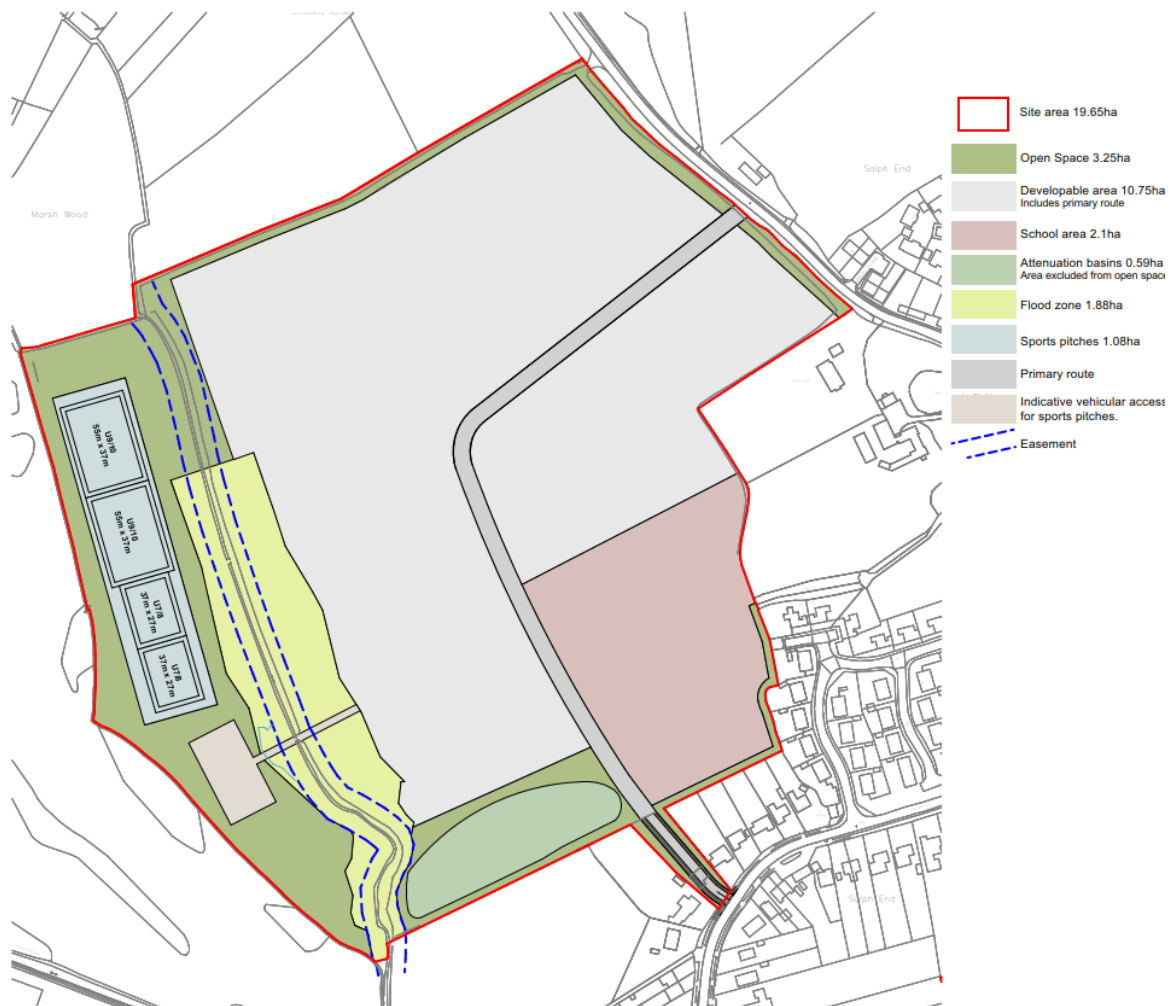 Marsh Wood
Salph End
U9/10
55m x 37m
U9/10
55m x 37m
U7/8
37m x 27m
U7/8
37m x 27m
Salph End
Site area 19.65ha
Open Space 3.25ha
Developable area 10.75ha
Includes primary route
School area 2.1ha
Attenuation basins 0.59ha
Area excluded from open space
Flood zone 1.88ha
Sports pitches 1.08ha
Primary route
Indicative vehicular access
for sports pitches.
Easement